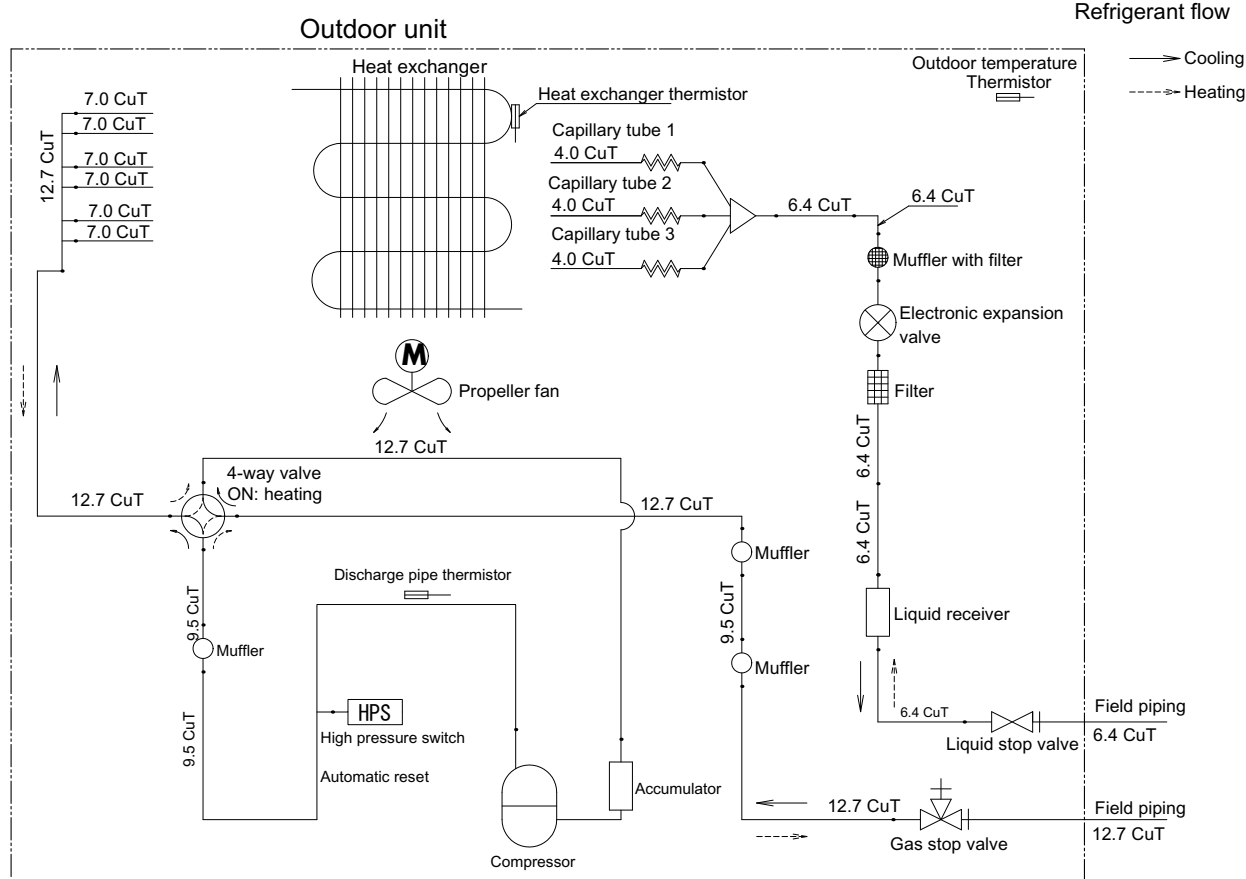 Refrigerant flow
Outdoor unit
Cooling
Heating
Outdoor temperature
Thermistor
Heat exchanger
Heat exchanger thermistor
7.0 CuT
7.0 CuT
7.0 CuT
7.0 CuT
7.0 CuT
7.0 CuT
12.7 CuT
Capillary tube 1
4.0 CuT
Capillary tube 2
4.0 CuT
Capillary tube 3
4.0 CuT
6.4 CuT
6.4 CuT
Muffler with filter
Electronic expansion
valve
Filter
M
Propeller fan
12.7 CuT
4-way valve
ON: heating
12.7 CuT
12.7 CuT
6.4 CuT
6.4 CuT
Muffler
9.5 CuT
Muffler
Discharge pipe thermistor
9.5 CuT
Muffler
9.5 CuT
HPS
High pressure switch
Automatic reset
Compressor
Accumulator
Liquid receiver
6.4 CuT
Liquid stop valve
Field piping
6.4 CuT
12.7 CuT
Gas stop valve
Field piping
12.7 CuT